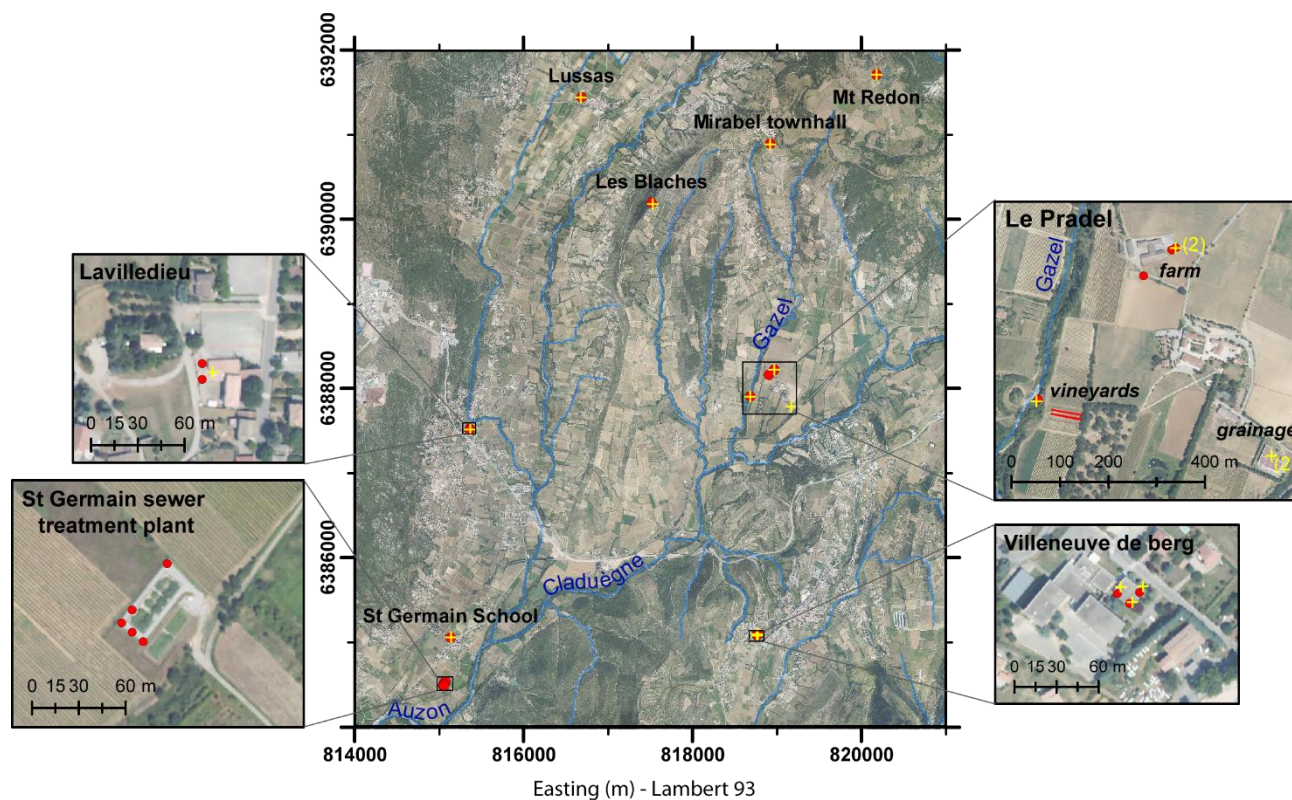 6392000
6390000
6388000
6386000
Lussas
Mt Redon
Mirabel townhall
Les Blaches
Gazel
Claduegne
St Germain School
Auzon
814000
816000
818000
820000
Easting (m) - Lambert 93
Lavilledieu
0 15 30 60 m
St Germain sewer
treatment plant
0 15 30 60 m
Le Pradel
Gazel
(2)
farm
vineyards
grainage
(2)
0 100 200 400 m
Villeneuve de berg
0 15 30 60 m